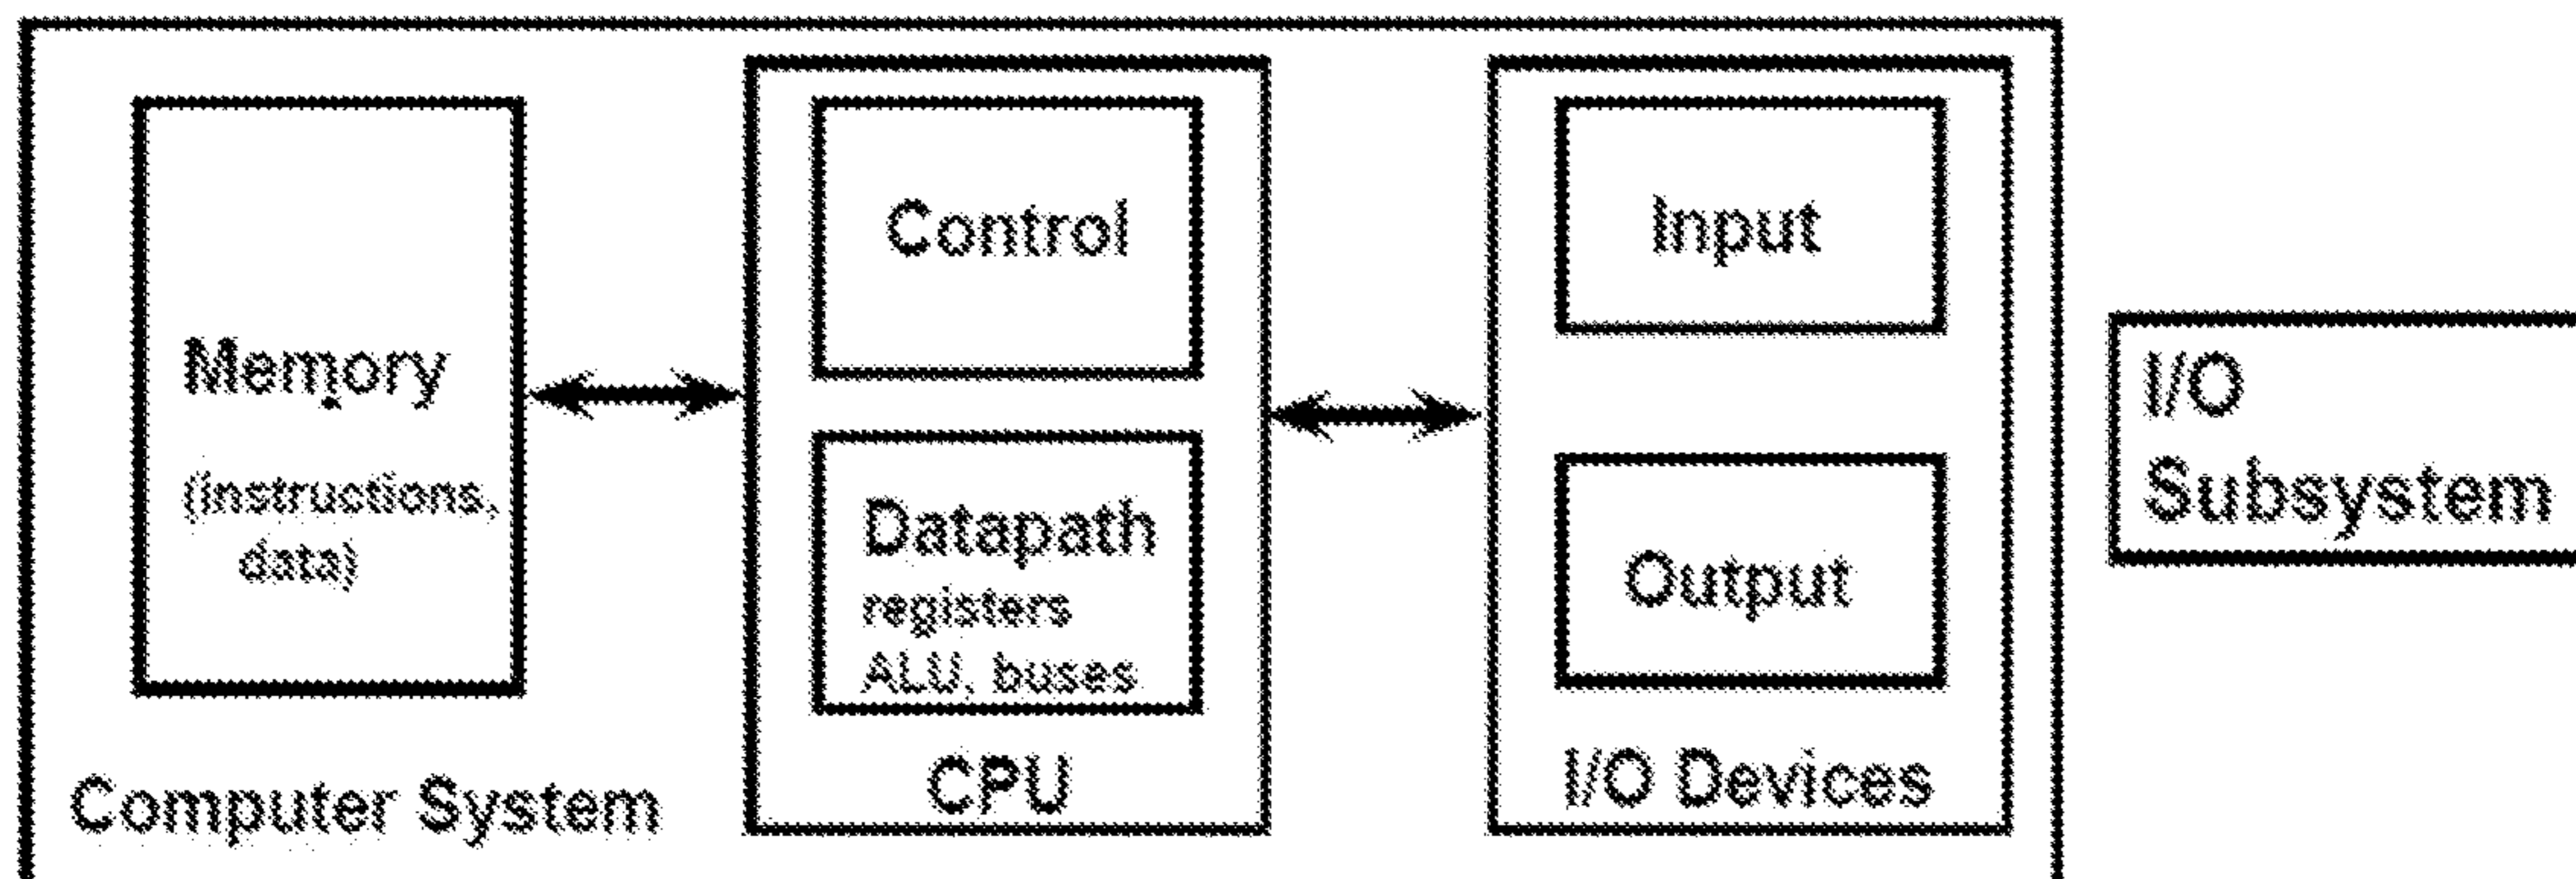 Memory
(instructions,
data)
Computer System
Control
Datapath
registers
ALU, buses
CPU
Input
Output
I/O Devices
I/O
Subsystem